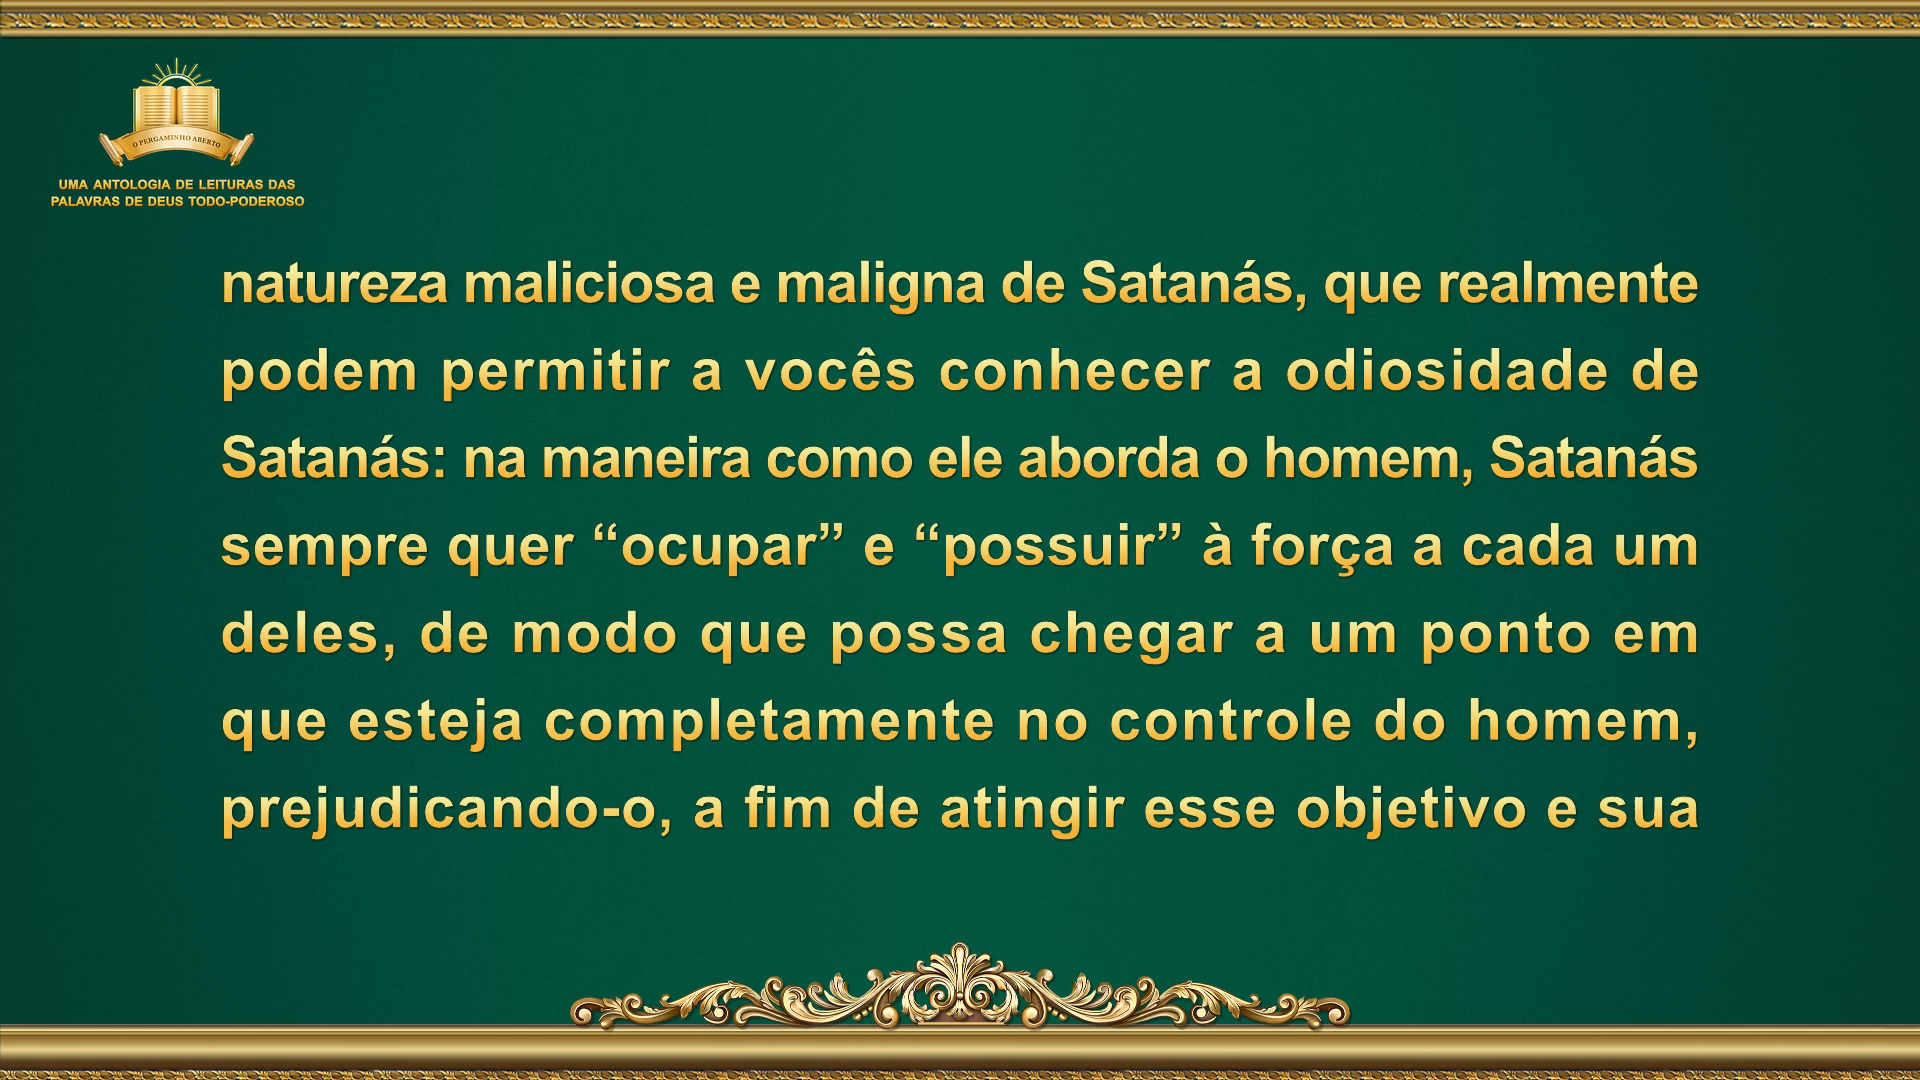 O PERGAMINHO ABERTO
UMA ANTOLOGIA DE LEITURAS DAS
PALAVRAS DE DEUS TODO-PODEROSO
natureza maliciosa e maligna de Satanás, que realmente
podem permitir a vocês conhecer a odiosidade de
Satanás: na maneira como ele aborda o homem, Satanás
sempre quer “ocupar” e “possuir” à força a cada um
deles, de modo que possa chegar a um ponto em
que esteja completamente no controle do homem,
prejudicando-o, a fim de atingir esse objetivo e sua